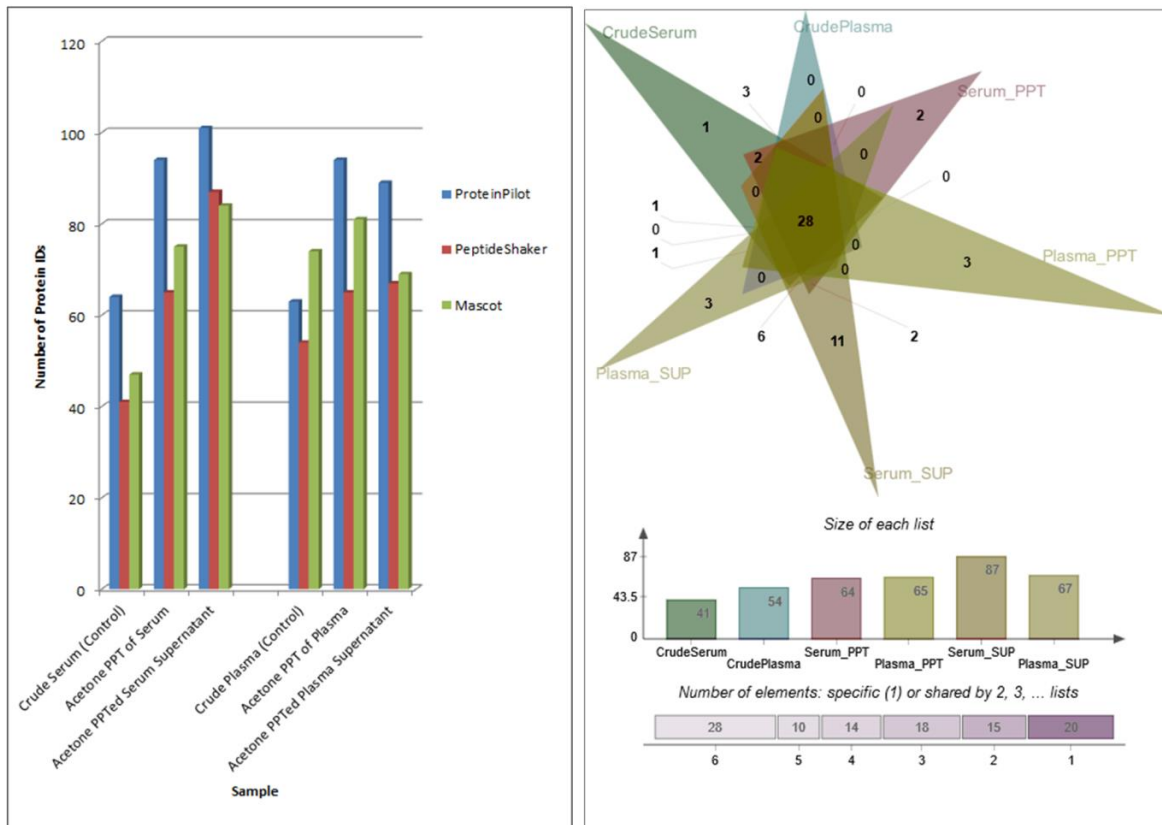 120
100
80
60
40
20
0
Number of Protein IDs
ProteinPilot
PeptideShaker
Mascot
Crude Serum (Control)
Acetone PPT of Serum
Acetone PPTed Serum Supernatant
Crude Plasma (Control)
Acetone PPT of Plasma
Acetone PPTed Plasma Supernatant
Sample
CrudeSerum
CrudePlasma
Serum_PPT
Plasma_PPT
Plasma_SUP
Serum_SUP
0
0
3
2
0
1
2
0
0
0
1
28
0
1
0
0
3
0
3
6
11
2
Size of each list
87
43.5
0
41
54
64
65
87
67
CrudeSerum
CrudePlasma
Serum_PPT
Plasma_PPT
Serum_SUP
Plasma_SUP
Number of elements: specific (1) or shared by 2, 3, ... lists
28 10 14 18 15 20
6 5 4 3 2 1